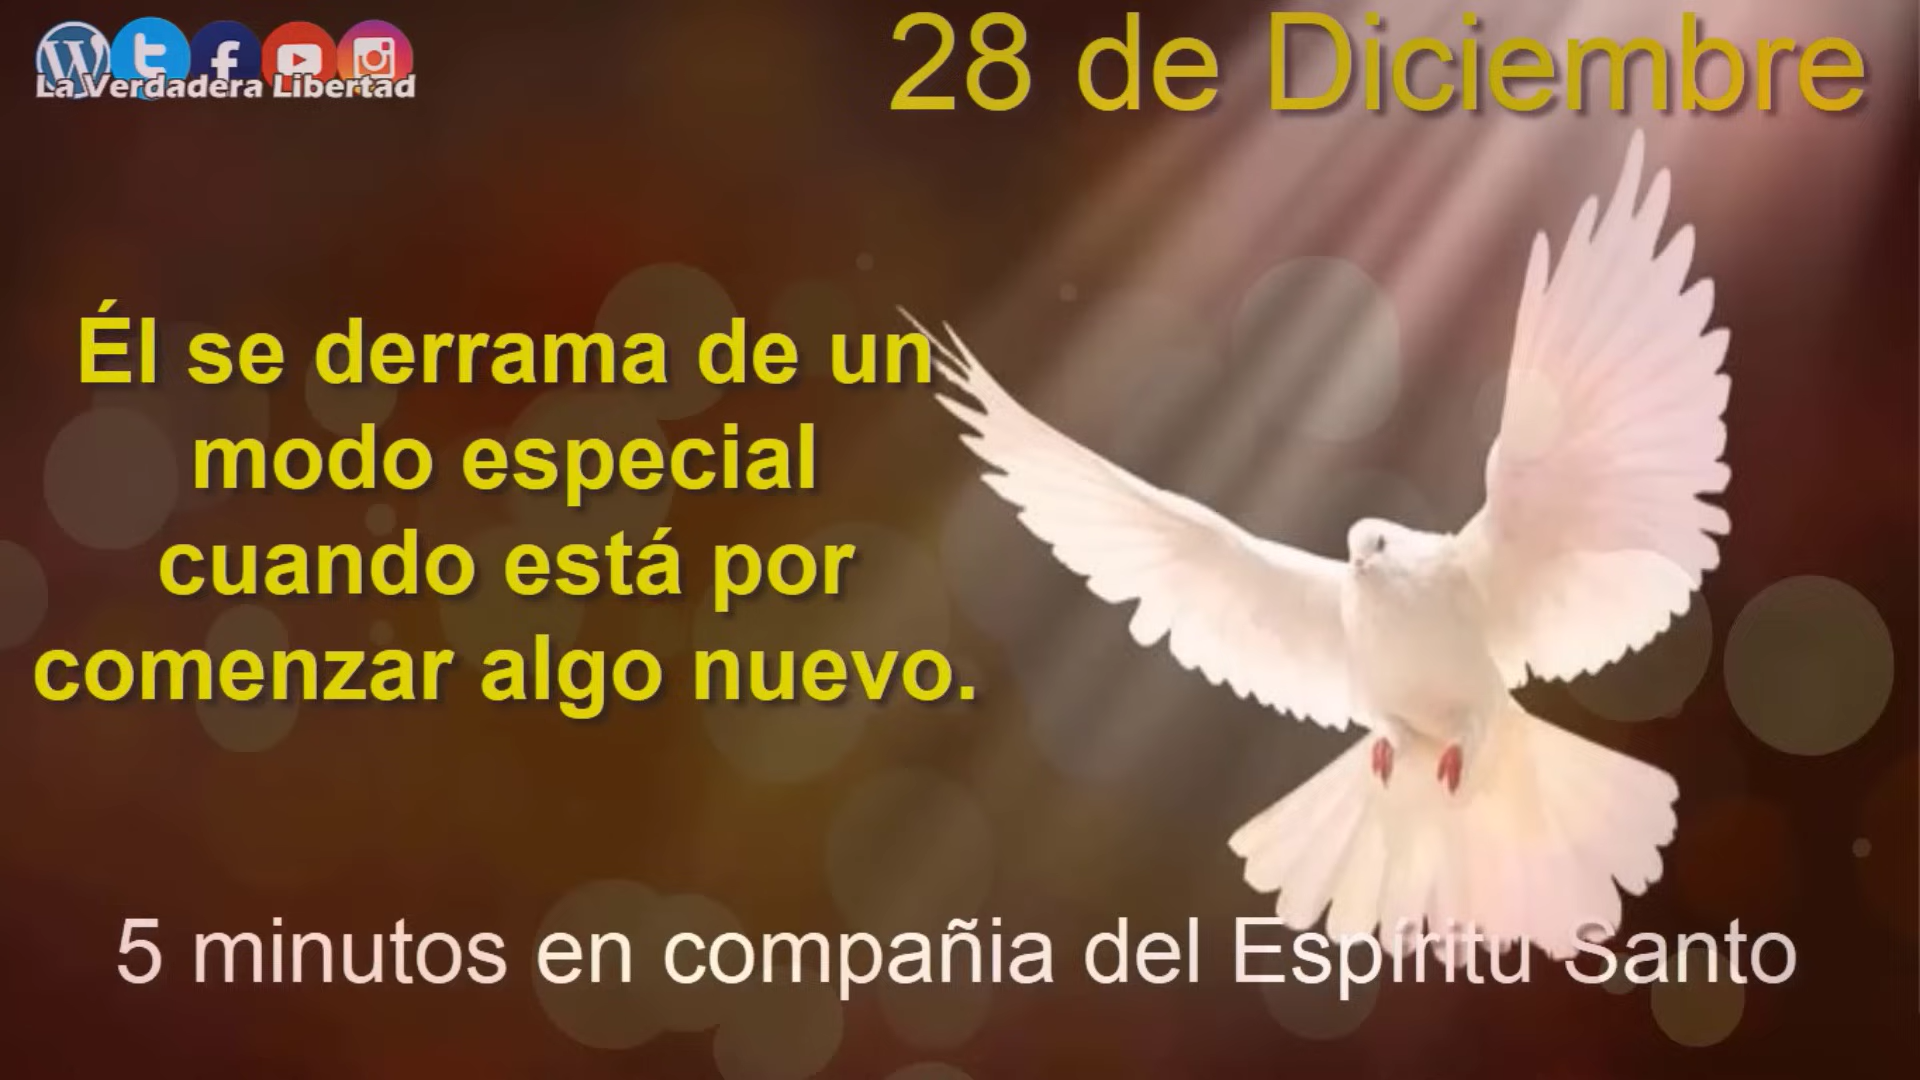 La Verdadera Libertad
28 de Diciembre
Él se derrama de un
modo especial
cuando está por
comenzar algo nuevo.
5 minutos en compañia del Espíritu Santo